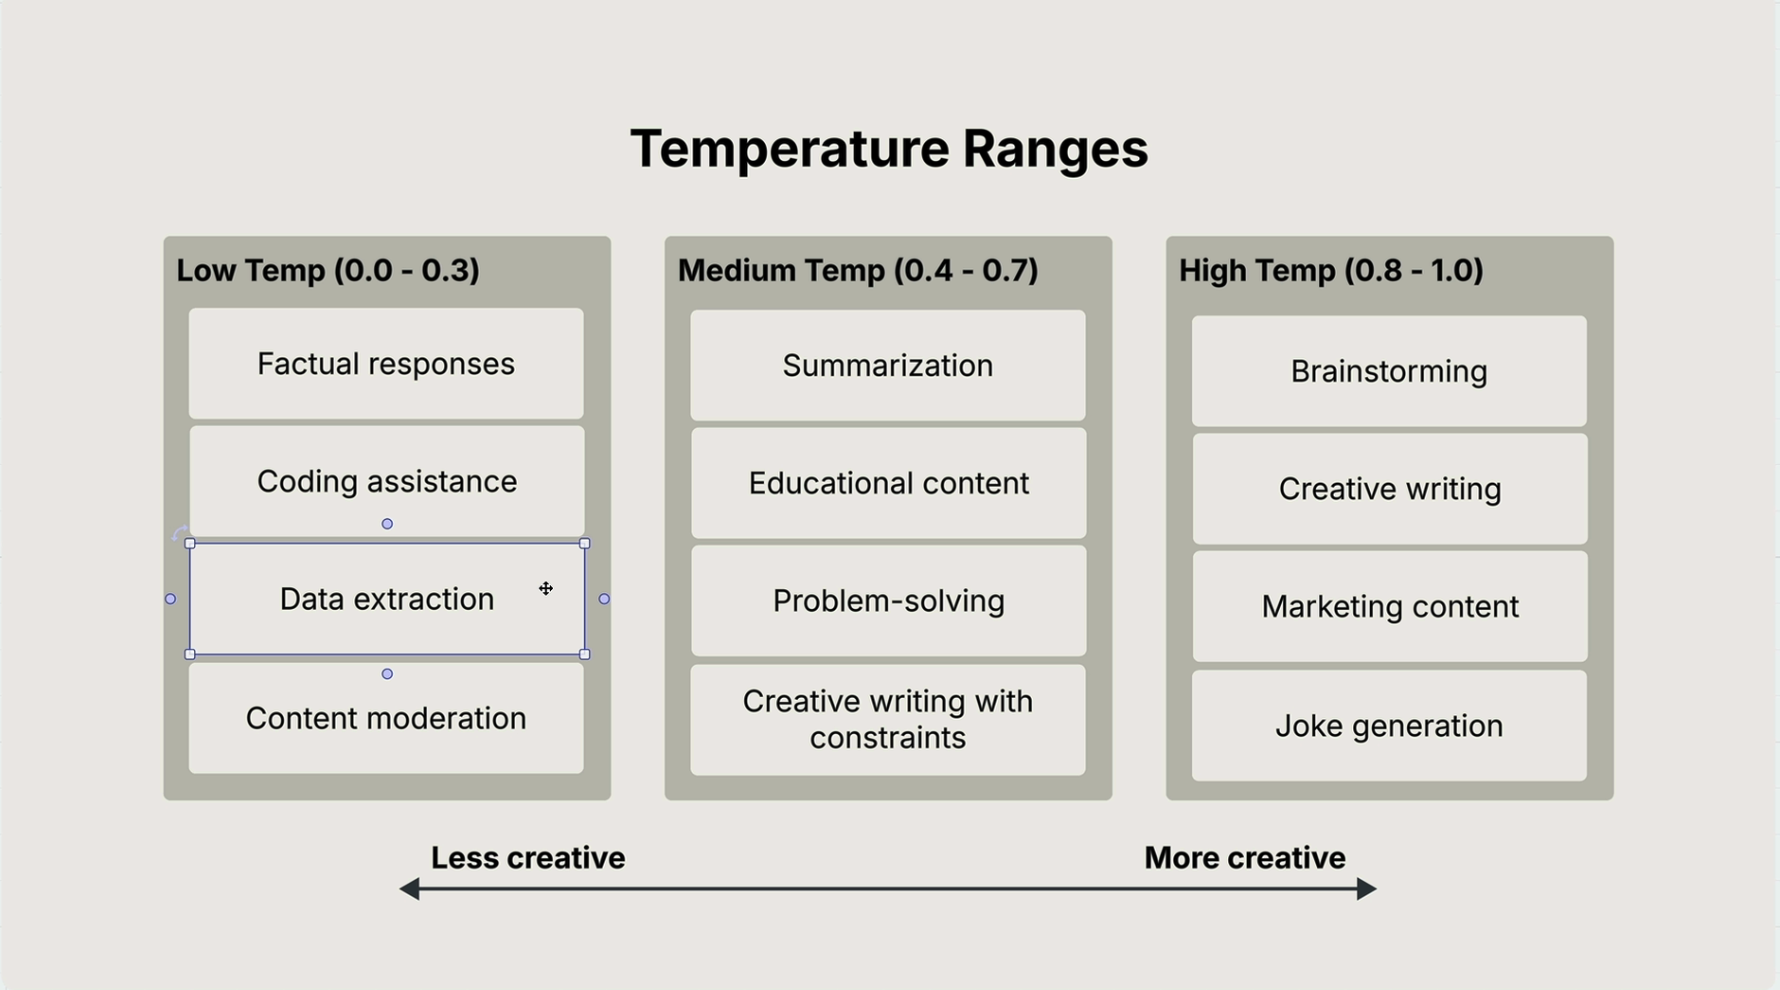 Temperature Ranges
Low Temp (0.0 - 0.3)
Factual responses
Coding assistance
Data extraction
Content moderation
Medium Temp (0.4 - 0.7)
Summarization
Educational content
Problem-solving
Creative writing with
constraints
High Temp (0.8 - 1.0)
Brainstorming
Creative writing
Marketing content
Joke generation
Less creative
More creative